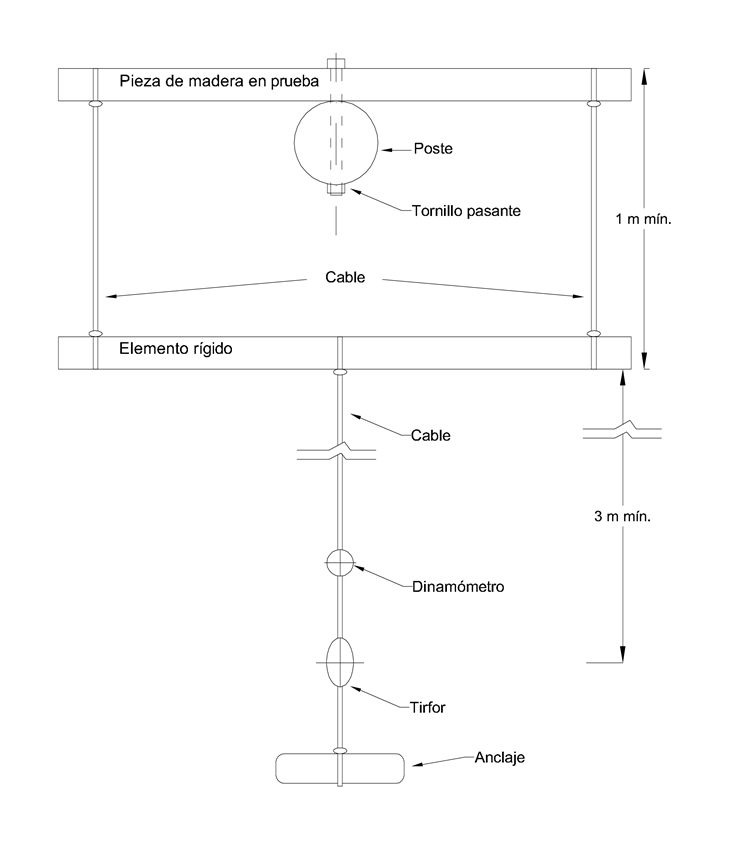 Pieza de madera en prueba
Poste
Tornillo pasante
1 m mín.
Cable
Elemento rígido
Cable
3 m mín.
Dinamómetro
Tirfor
Anclaje